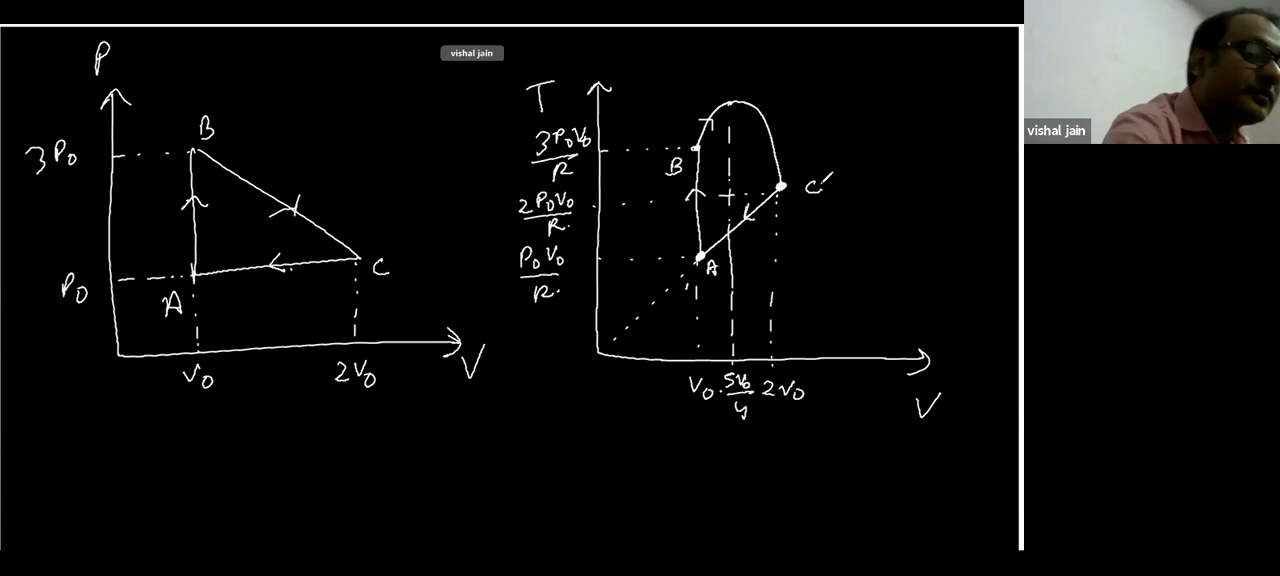 vishal jain
vishal jain
P
3P₀
P₀
B
A
C
V₀
2V₀
V
T
3P₀V₀/R
2P₀V₀/R
P₀V₀/R
B
A
C
V₀
5V₀/4
2V₀
V